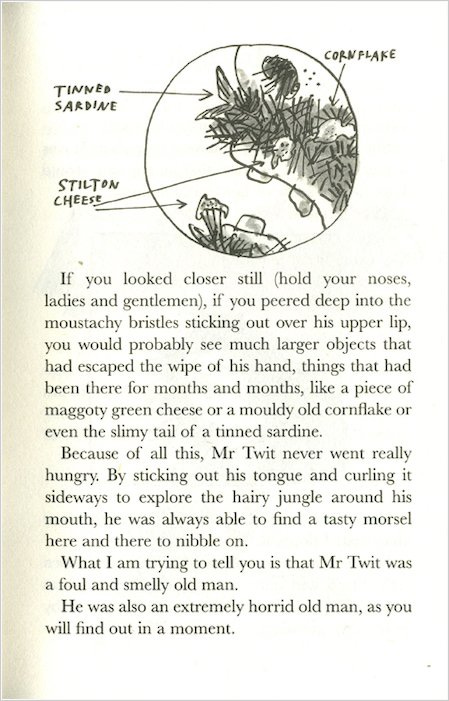 CORNFLAKE
TINNED
SARDINE
STILTON
CHEESE
If you looked closer still (hold your noses,
ladies and gentlemen), if you peered deep into the
moustachy bristles sticking out over his upper lip,
you would probably see much larger objects that
had escaped the wipe of his hand, things that had
been there for months and months, like a piece of
maggoty green cheese or a mouldy old cornflake or
even the slimy tail of a tinned sardine.
Because of all this, Mr Twit never went really
hungry. By sticking out his tongue and curling it
sideways to explore the hairy jungle around his
mouth, he was always able to find a tasty morsel
here and there to nibble on.
What I am trying to tell you is that Mr Twit was
a foul and smelly old man.
He was also an extremely horrid old man, as you
will find out in a moment.